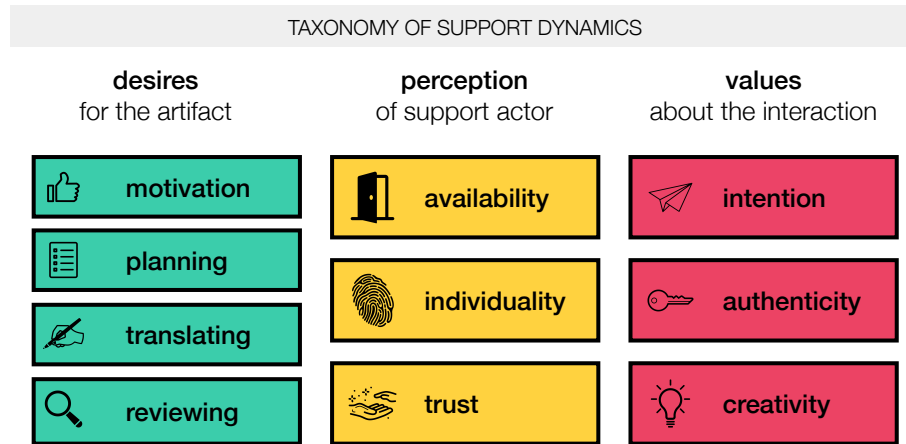 TAXONOMY OF SUPPORT DYNAMICS
desires
for the artifact
motivation
planning
translating
reviewing
perception
of support actor
availability
individuality
trust
values
about the interaction
intention
authenticity
creativity